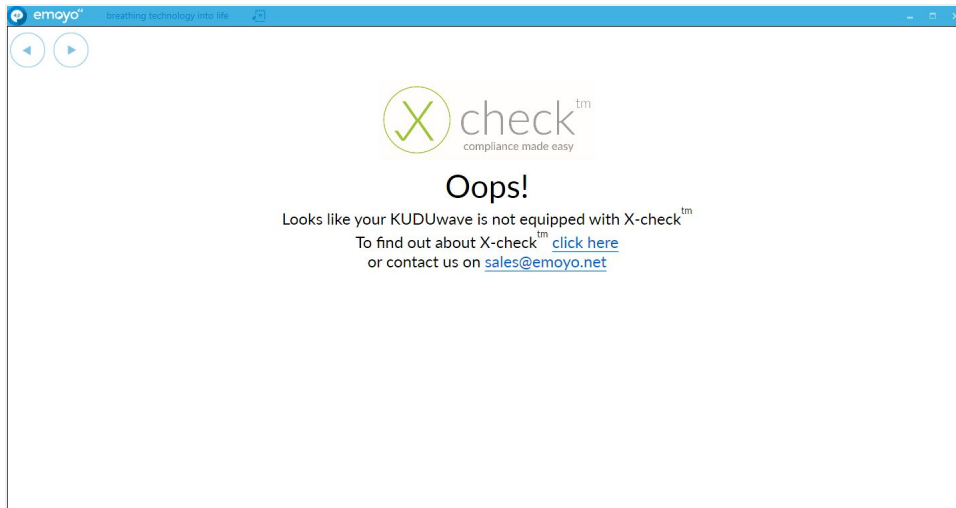 emoyo breathing technology into life
X check tm
compliance made easy
Oops!
Looks like your KUDUwave is not equipped with X-check tm
To find out about X-check tm click here
or contact us on sales@emoyo.net